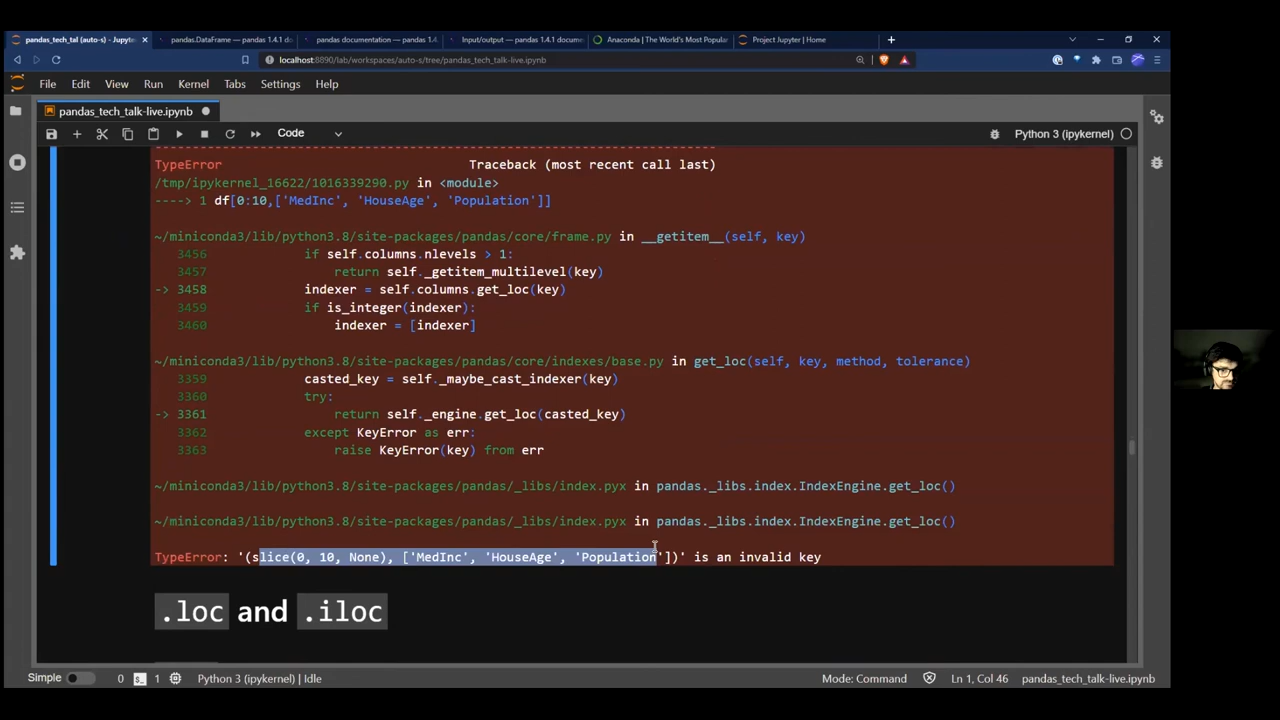 pandas_tech_tal (auto-s) - Jupyte
pandas.DataFrame — pandas 1.4.1 do
pandas documentation — pandas 1.4.
Input/output — pandas 1.4.1 docume
Anaconda | The World's Most Popular
Project Jupyter | Home
localhost:8890/lab/workspaces/auto-s/tree/pandas_tech_talk-live.ipynb
File Edit View Run Kernel Tabs Settings Help
pandas_tech_talk-live.ipynb
Code
Python 3 (ipykernel)
TypeError Traceback (most recent call last)
/tmp/ipykernel_16622/1016339290.py in <module>
----> 1 df[0:10,['MedInc', 'HouseAge', 'Population']]
~/miniconda3/lib/python3.8/site-packages/pandas/core/frame.py in __getitem__(self, key)
3456 if self.columns.nlevels > 1:
3457 return self._getitem_multilevel(key)
-> 3458 indexer = self.columns.get_loc(key)
3459 if is_integer(indexer):
3460 indexer = [indexer]
~/miniconda3/lib/python3.8/site-packages/pandas/core/indexes/base.py in get_loc(self, key, method, tolerance)
3359 casted_key = self._maybe_cast_indexer(key)
3360 try:
-> 3361 return self._engine.get_loc(casted_key)
3362 except KeyError as err:
3363 raise KeyError(key) from err
~/miniconda3/lib/python3.8/site-packages/pandas/_libs/index.pyx in pandas._libs.index.IndexEngine.get_loc()
~/miniconda3/lib/python3.8/site-packages/pandas/_libs/index.pyx in pandas._libs.index.IndexEngine.get_loc()
TypeError: '(slice(0, 10, None), ['MedInc', 'HouseAge', 'Population'])' is an invalid key
.loc and .iloc
Simple 0 1 Python 3 (ipykernel) | Idle Mode: Command Ln 1, Col 46 pandas_tech_talk-live.ipynb